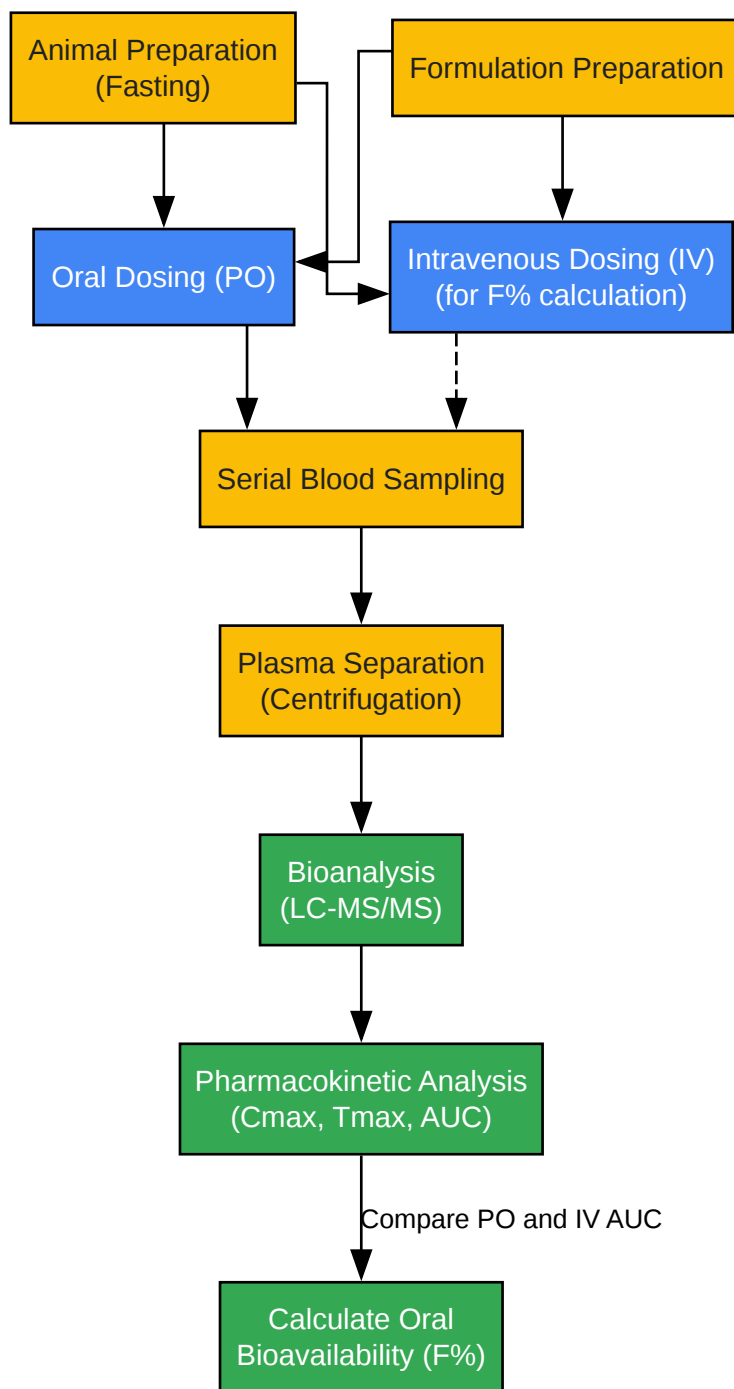 Animal Preparation
(Fasting)
Formulation Preparation
Oral Dosing (PO)
Intravenous Dosing (IV)
(for F% calculation)
Serial Blood Sampling
Plasma Separation
(Centrifugation)
Bioanalysis
(LC-MS/MS)
Pharmacokinetic Analysis
(Cmax, Tmax, AUC)
Compare PO and IV AUC
Calculate Oral
Bioavailability (F%)